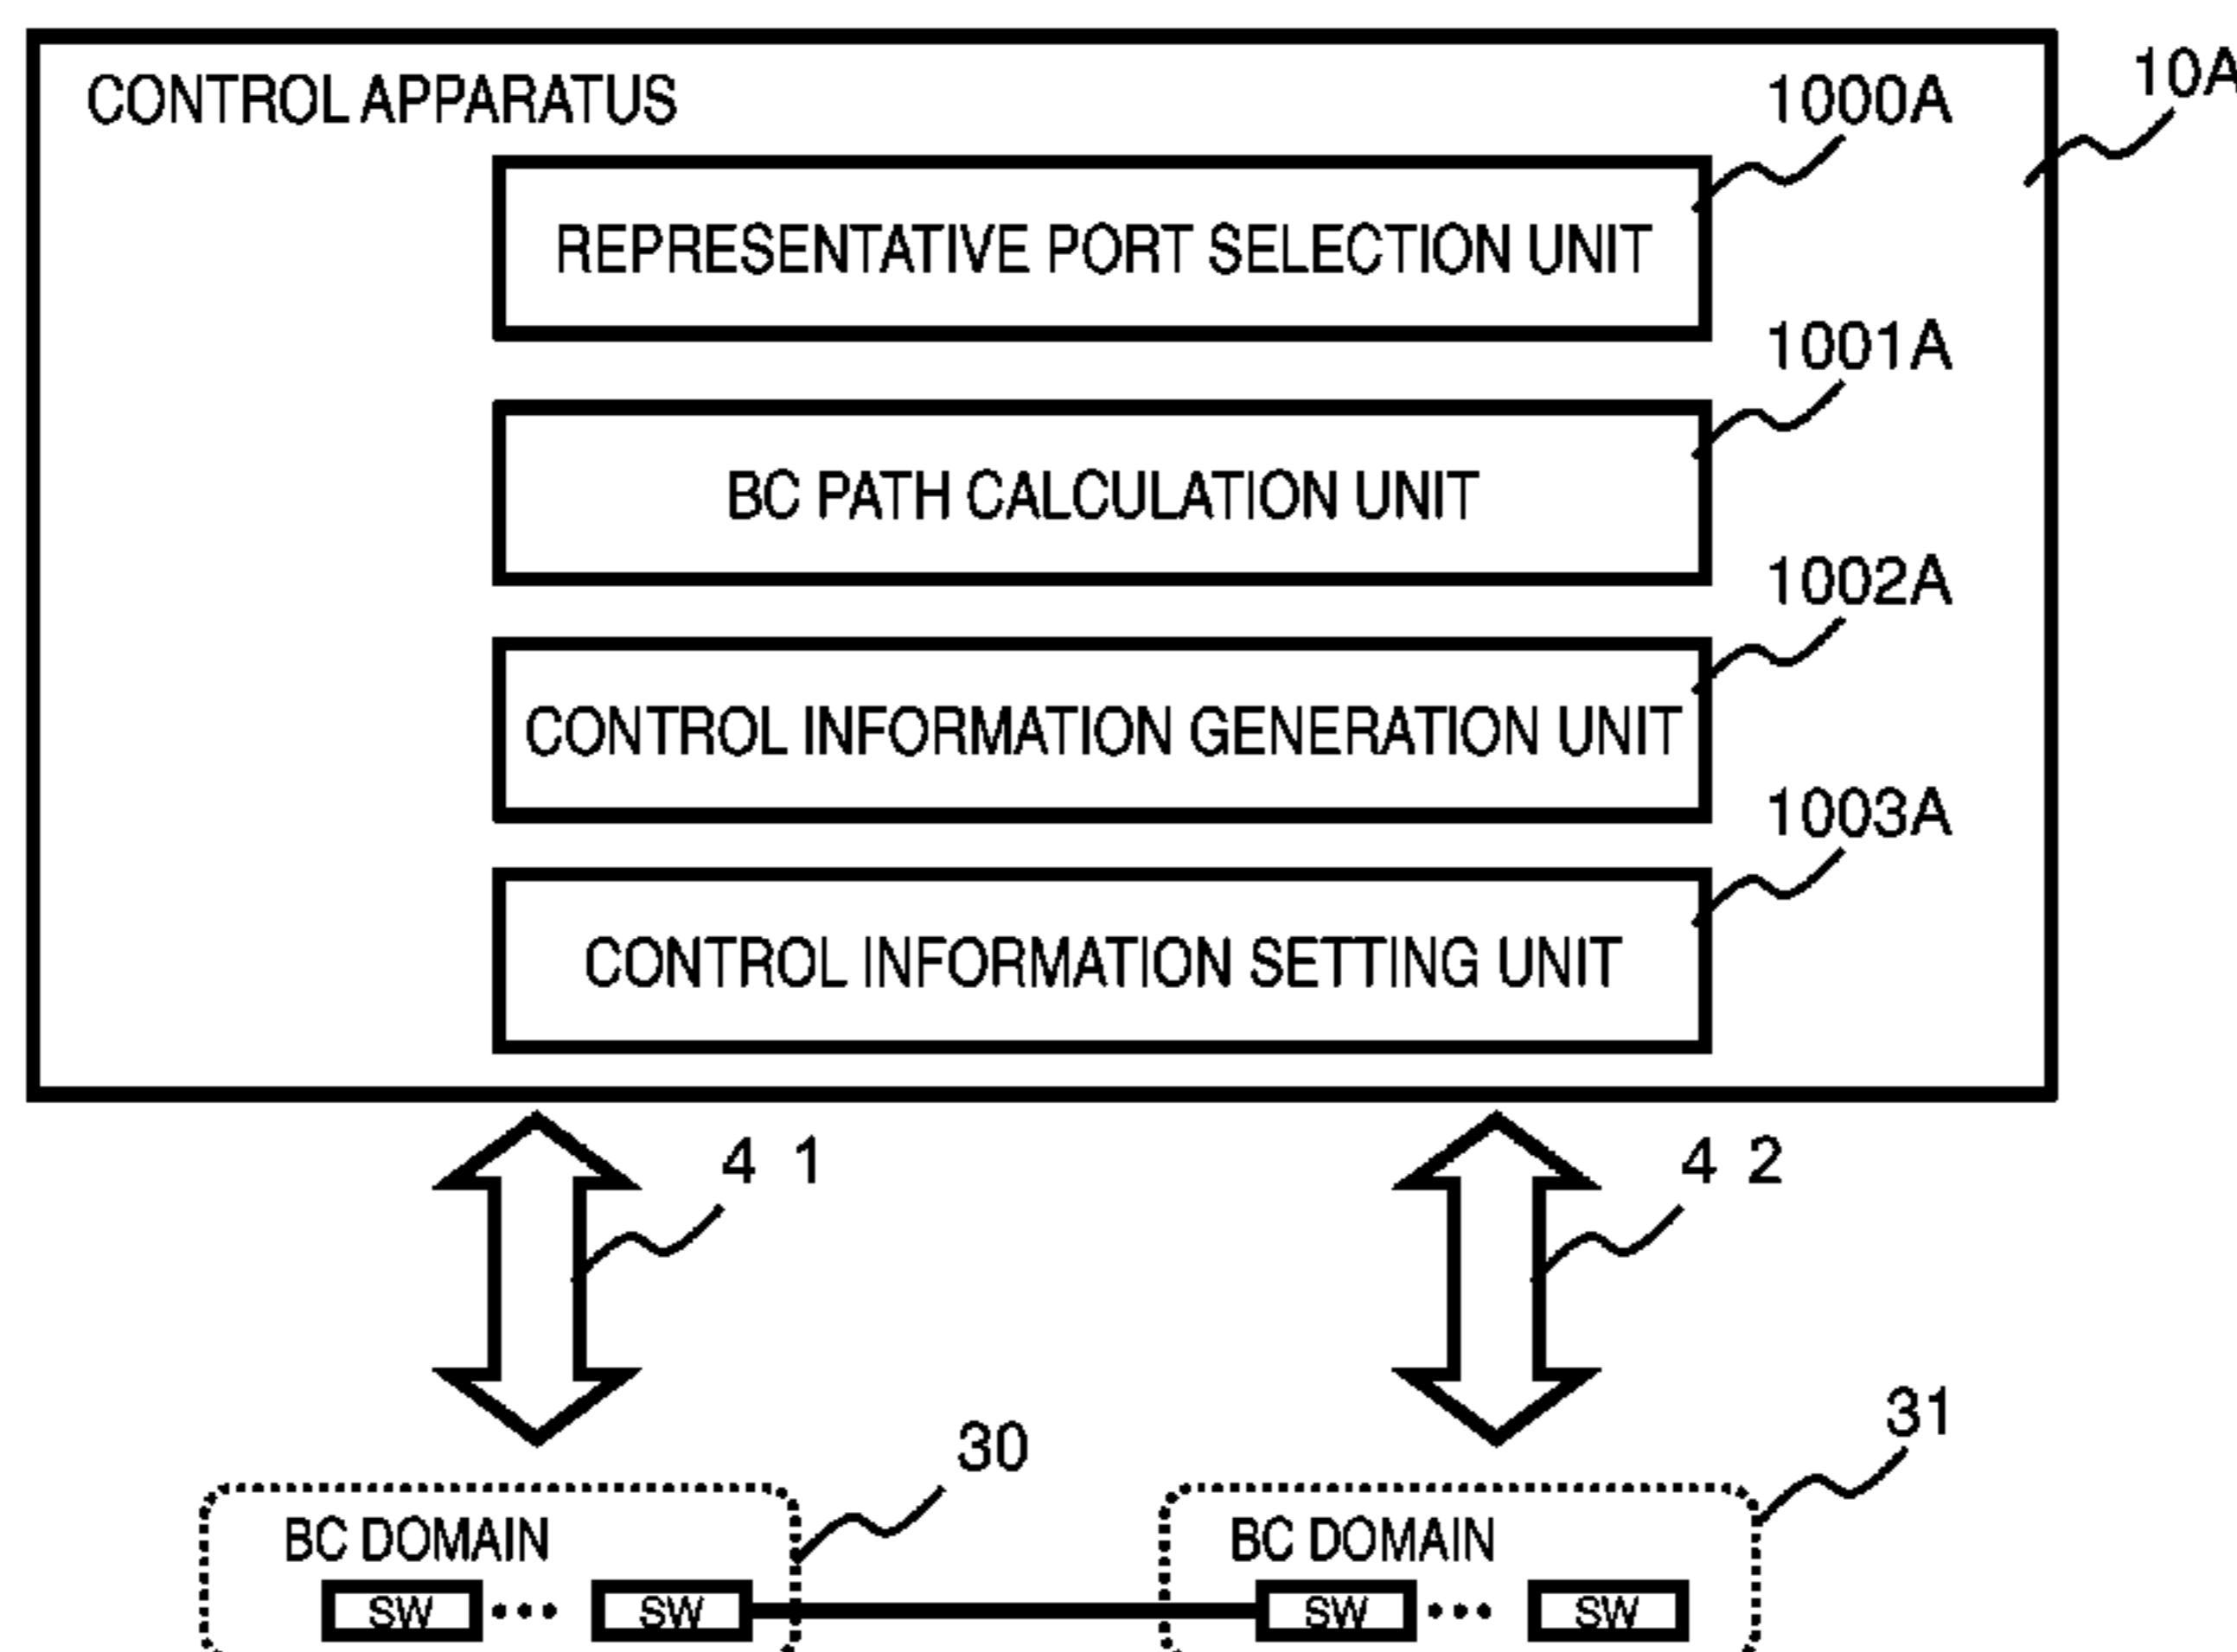 CONTROL APPARATUS
10A
1000A
REPRESENTATIVE PORT SELECTION UNIT
1001A
BC PATH CALCULATION UNIT
1002A
CONTROL INFORMATION GENERATION UNIT
1003A
CONTROL INFORMATION SETTING UNIT
4 1
4 2
30
31
BC DOMAIN
BC DOMAIN
SW ••• SW
SW ••• SW